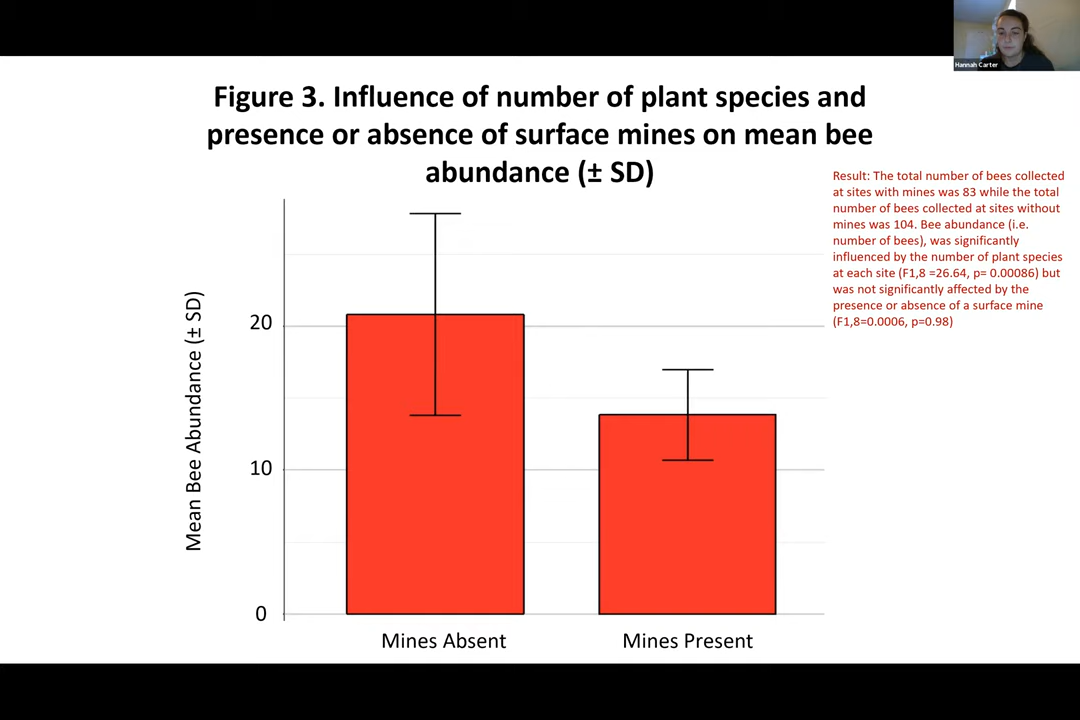 Hannah Carter
Figure 3. Influence of number of plant species and
presence or absence of surface mines on mean bee
abundance (± SD)
Result: The total number of bees collected
at sites with mines was 83 while the total
number of bees collected at sites without
mines was 104. Bee abundance (i.e.
number of bees), was significantly
influenced by the number of plant species
at each site (F1,8 =26.64, p= 0.00086) but
was not significantly affected by the
presence or absence of a surface mine
(F1,8=0.0006, p=0.98)
Mean Bee Abundance (± SD)
20
10
0
Mines Absent
Mines Present